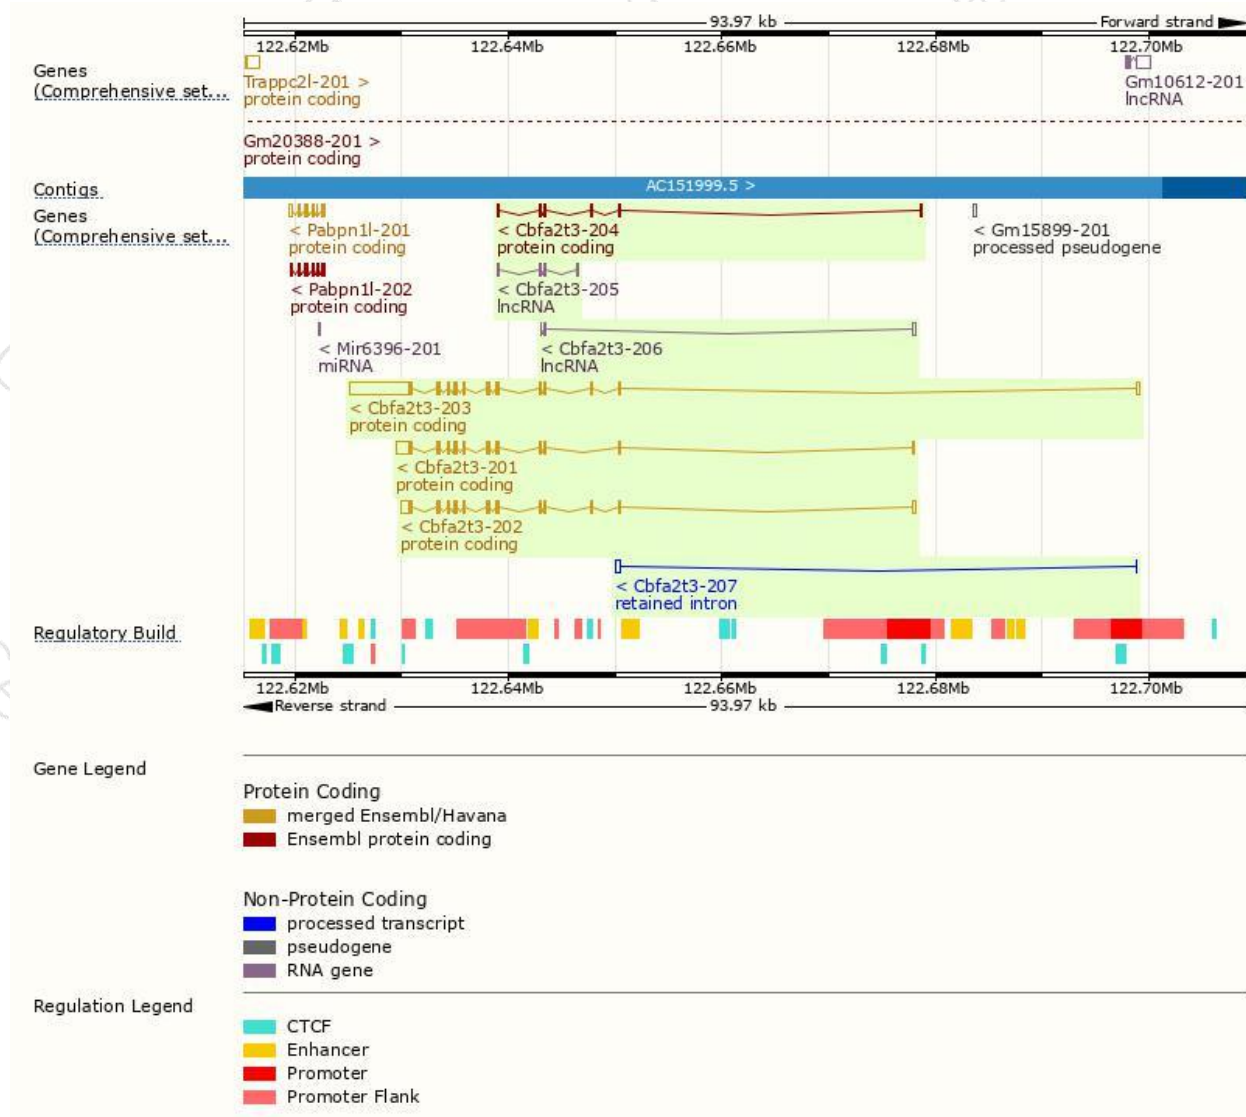 93.97 kb Forward strand
122.62Mb 122.64Mb 122.66Mb 122.68Mb 122.70Mb
Genes
(Comprehensive set...
Trappc2l-201 >
protein coding
Gm10612-201
lncRNA
Gm20388-201 >
protein coding
Contigs
AC151999.5 >
Genes
(Comprehensive set...
< Pabpn1l-201
protein coding
< Cbfa2t3-204
protein coding
< Gm15899-201
processed pseudogene
< Pabpn1l-202
protein coding
< Cbfa2t3-205
lncRNA
< Mir6396-201
miRNA
< Cbfa2t3-206
lncRNA
< Cbfa2t3-203
protein coding
< Cbfa2t3-201
protein coding
< Cbfa2t3-202
protein coding
< Cbfa2t3-207
retained intron
Regulatory Build
122.62Mb 122.64Mb 122.66Mb 122.68Mb 122.70Mb
Reverse strand 93.97 kb
Gene Legend
Protein Coding
merged Ensembl/Havana
Ensembl protein coding
Non-Protein Coding
processed transcript
pseudogene
RNA gene
Regulation Legend
CTCF
Enhancer
Promoter
Promoter Flank